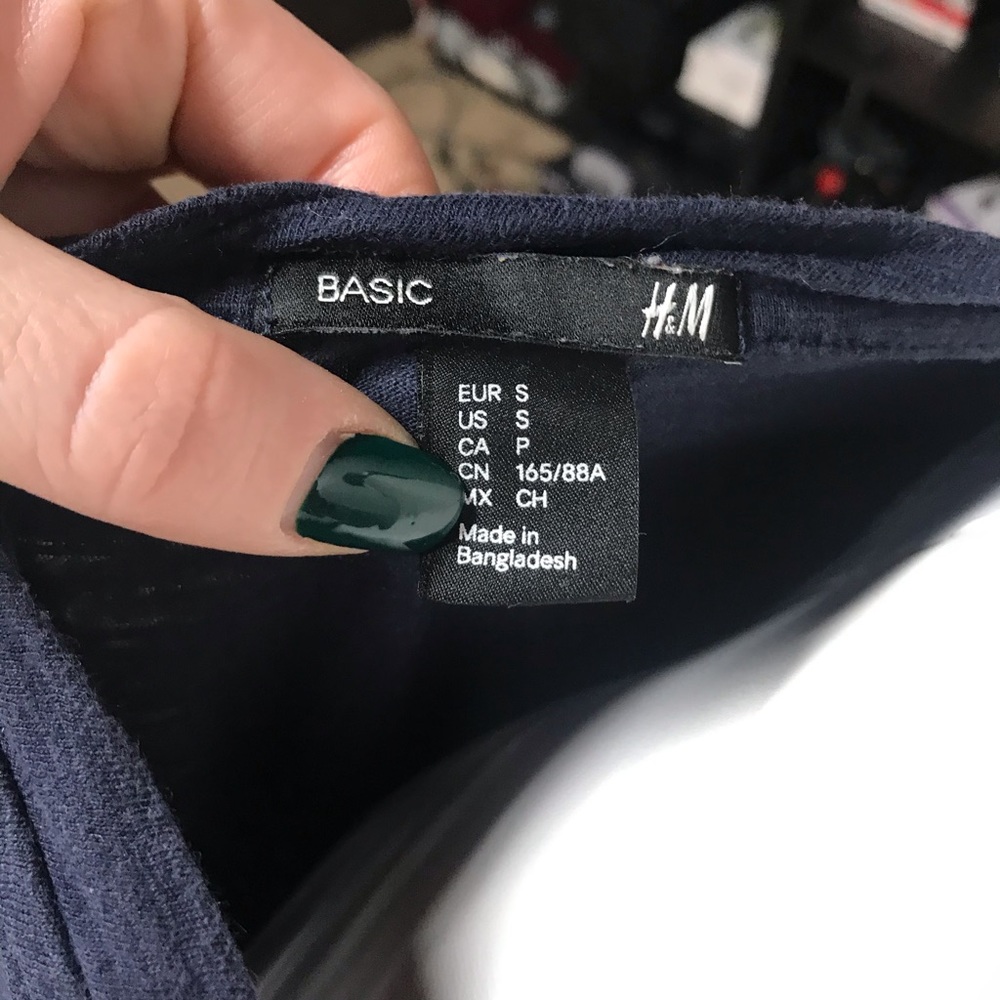 BASIC H&M
EUR S
US S
CA P
CN 165/88A
MX CH
Made in
Bangladesh